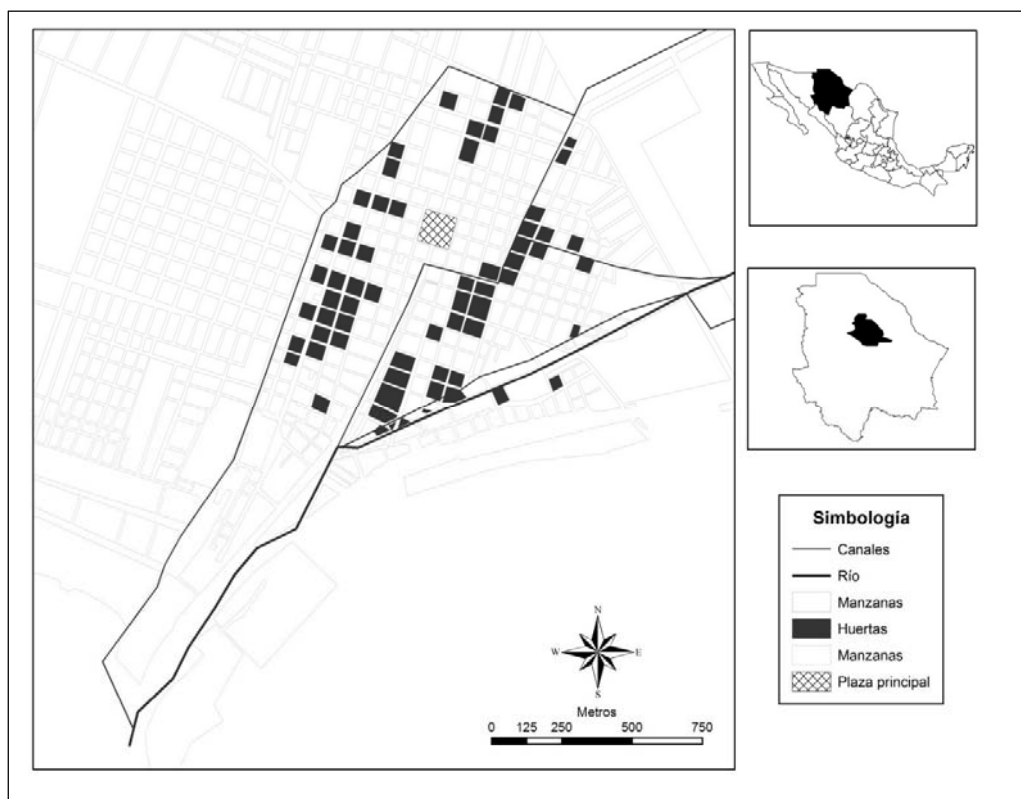 N
W
E
S
Metros
0 125 250 500 750
Simbología
Canales
Río
Manzanas
Huertas
Manzanas
Plaza principal